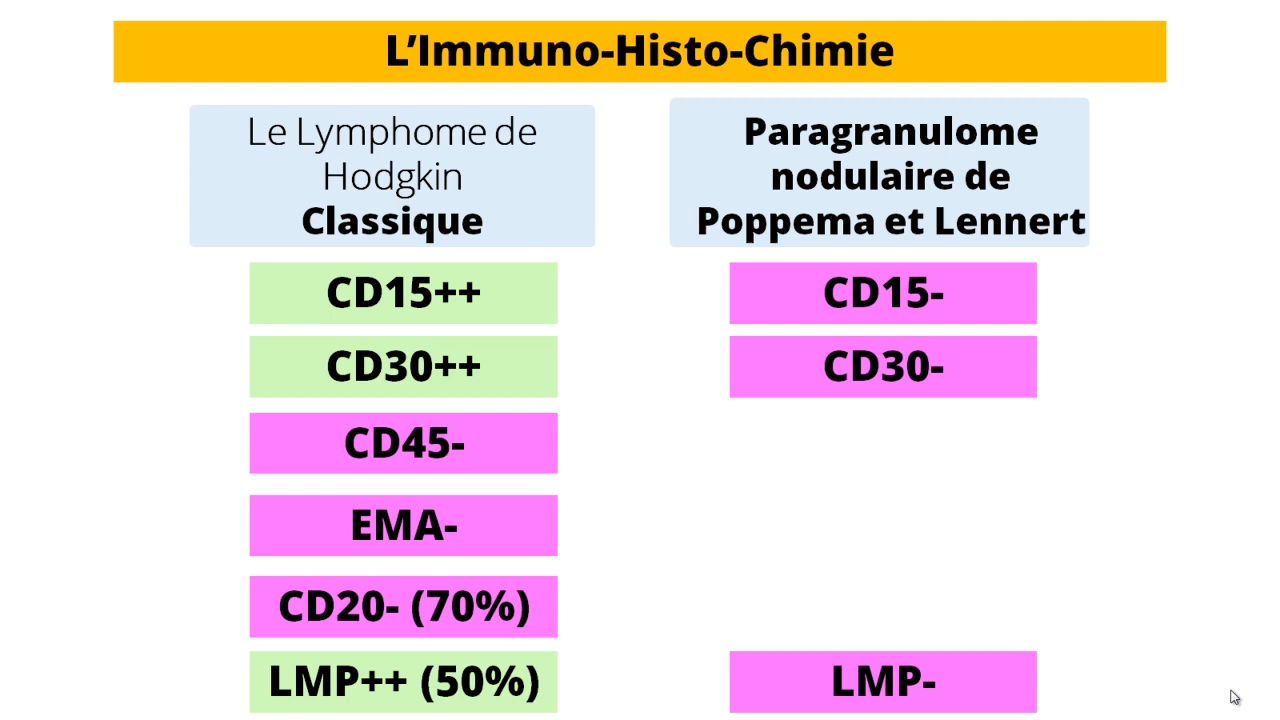 L’Immuno-Histo-Chimie
Le Lymphome de
Hodgkin
Classique
Paragranulome
nodulaire de
Poppema et Lennert
CD15++
CD15-
CD30++
CD30-
CD45-
EMA-
CD20- (70%)
LMP++ (50%)
LMP-